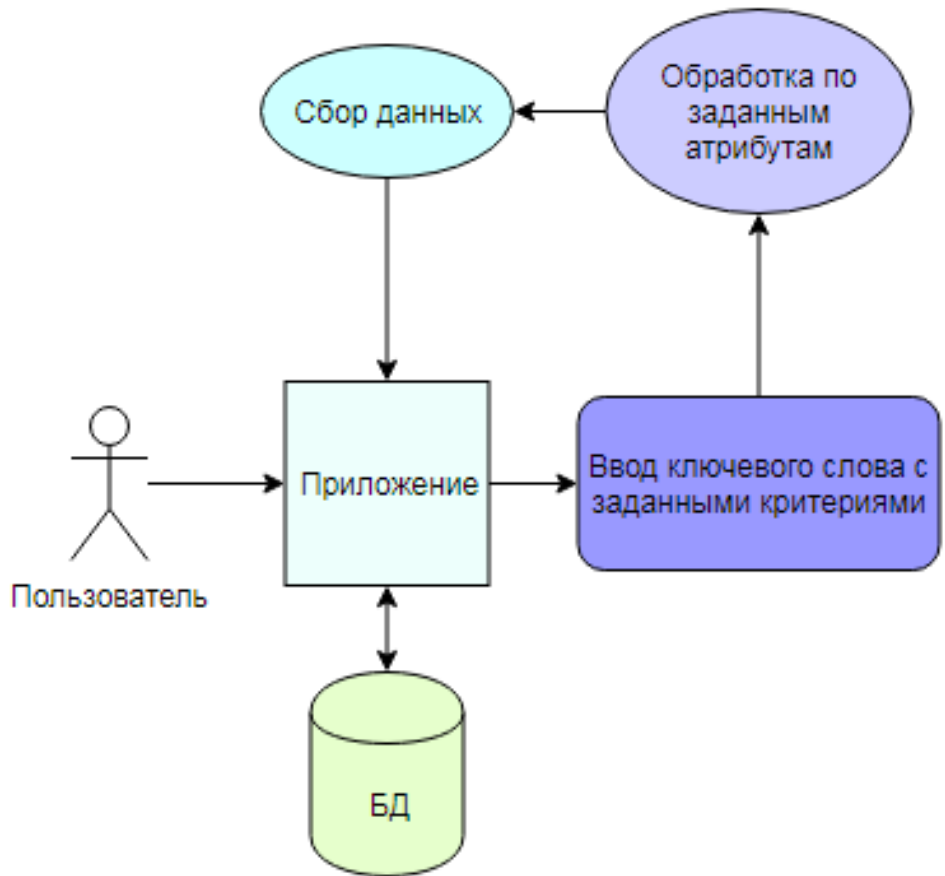 Сбор данных
Обработка по
заданным
атрибутам
Приложение
Ввод ключевого слова с
заданными критериями
Пользователь
БД